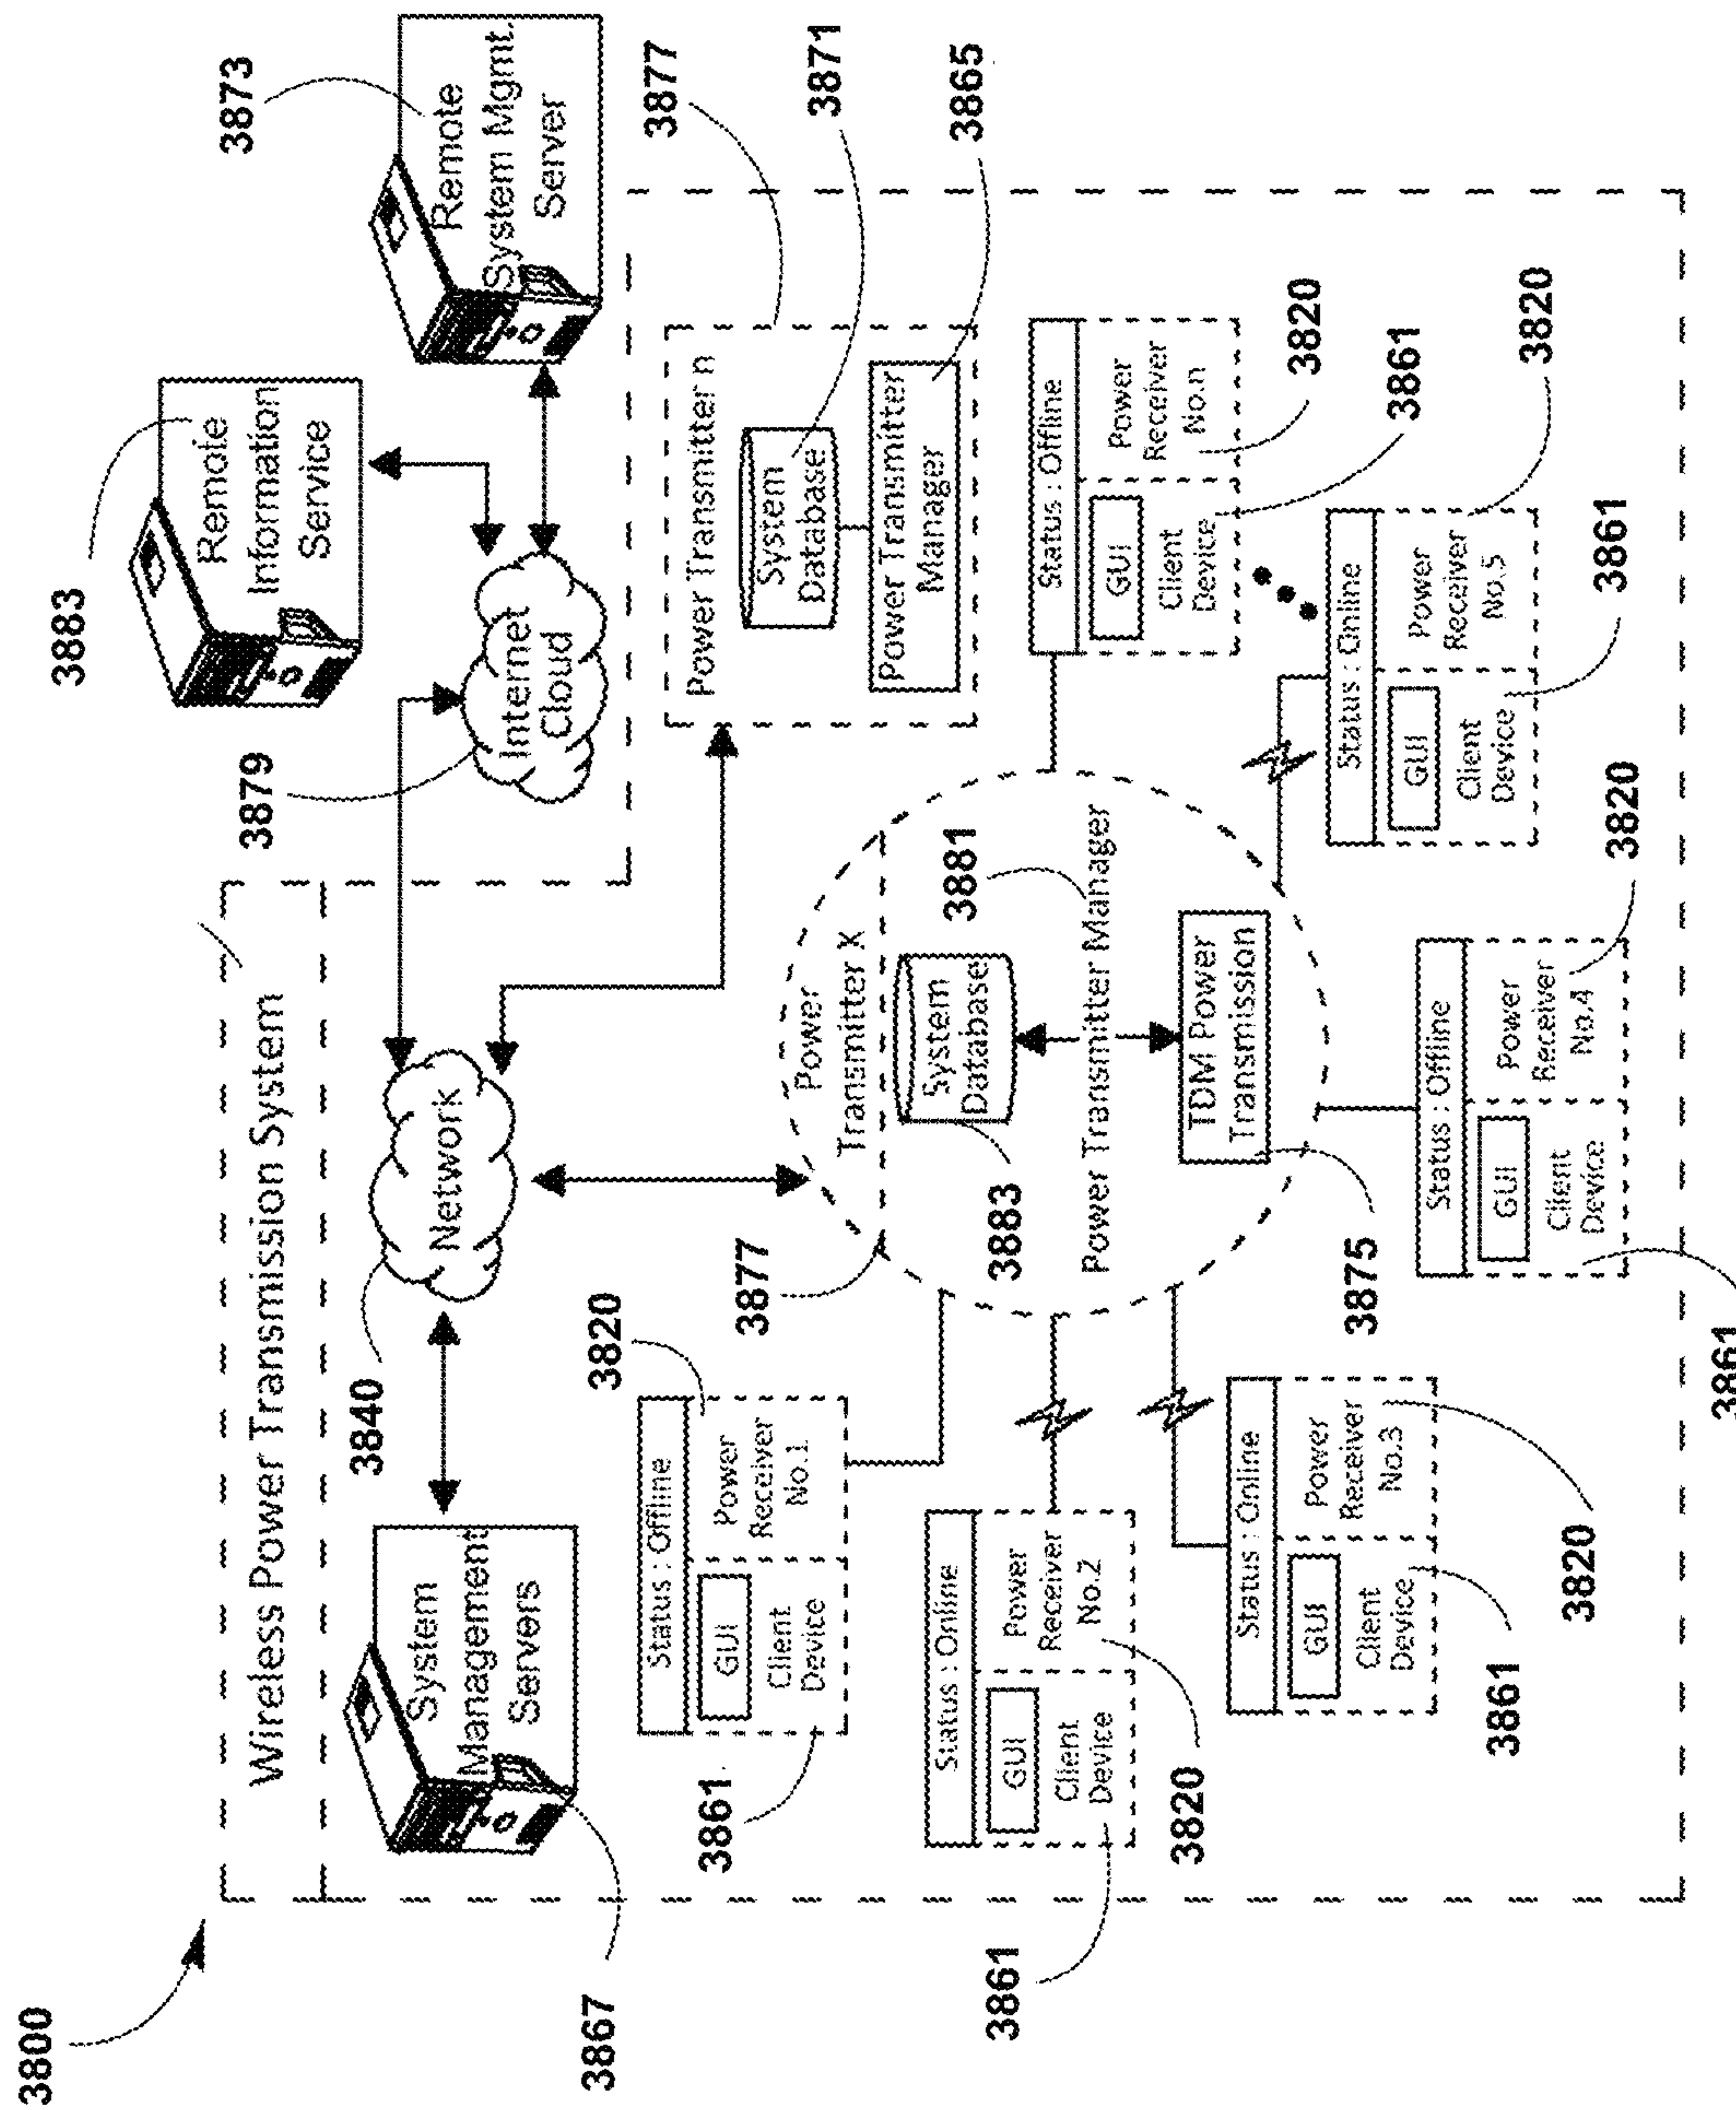 3800
Wireless Power Transmission System
3867
System
Management
Servers
3840
Network
3879
Internet
Cloud
3883
Remote
Information
Service
3873
Remote
System Mgmt.
Server
3877
Power Transmitter n
3871
System
Database
3865
Power Transmitter
Manager
3877
Power
Transmitter X
3883
System
Database
3881
Power Transmitter Manager
3875
TDM Power
Transmission
3820
3861
Status : Offline
GUI
Client
Device
Power
Receiver
No.1
3861
3820
Status : Online
GUI
Client
Device
Power
Receiver
No.2
3861
3820
Status : Online
GUI
Client
Device
Power
Receiver
No.3
3861
3820
Status : Offline
GUI
Client
Device
Power
Receiver
No.4
3861
3820
Status : Online
GUI
Client
Device
Power
Receiver
No.5
3861
3820
Status : Offline
GUI
Client
Device
Power
Receiver
No.n